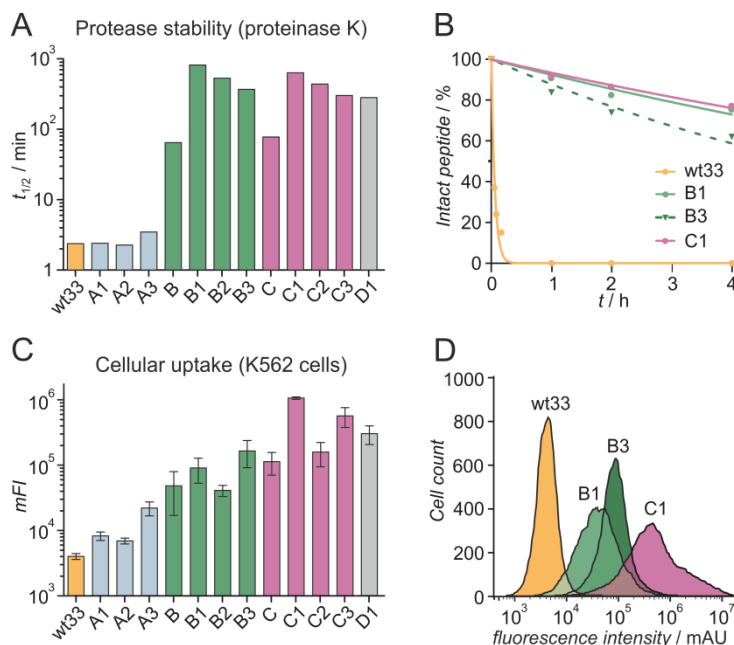 A
Protease stability (proteinase K)
t1/2 / min
10³
10²
10
1
wt33 A1 A2 A3 B B1 B2 B3 C C1 C2 C3 D1
B
Intact peptide / %
100
80
60
40
20
0
wt33
B1
B3
C1
0 1 2 3 4
t / h
C
Cellular uptake (K562 cells)
mFI
10⁶
10⁵
10⁴
10³
wt33 A1 A2 A3 B B1 B2 B3 C C1 C2 C3 D1
D
Cell count
1000
800
600
400
200
0
wt33
B3
B1
C1
10³ 10⁴ 10⁵ 10⁶ 10⁷
fluorescence intensity / mAU